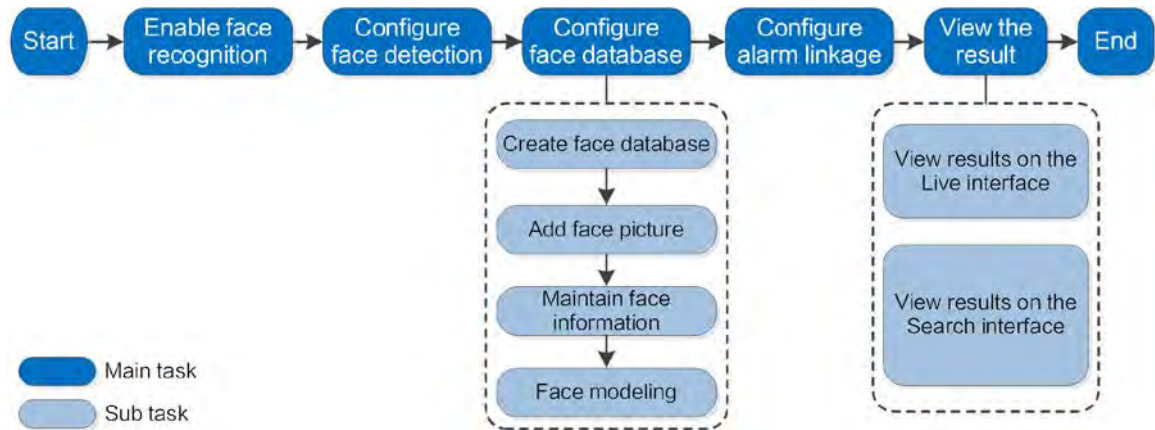 Start
Enable face
recognition
Configure
face detection
Configure
face database
Configure
alarm linkage
View the
result
End
Create face database
Add face picture
Maintain face
information
Face modeling
View results on the
Live interface
View results on the
Search interface
Main task
Sub task